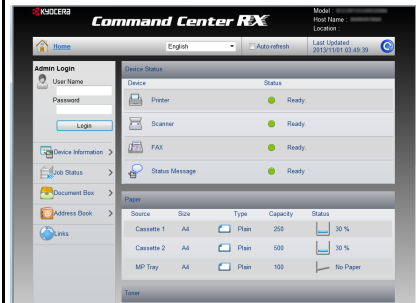 KYOCERA
Command Center RX
Model :
Host Name :
Location :
Home
English
Auto-refresh
Last Updated :
2013/11/01 03:49:39
Admin Login
User Name
Password
Login
Device Information
Job Status
Document Box
Address Book
Links
Device Status
Device Status
Printer Ready.
Scanner Ready.
FAX Ready.
Status Message Ready.
Paper
Source Size Type Capacity Status
Cassette 1 A4 Plain 250 30 %
Cassette 2 A4 Plain 500 30 %
MP Tray A4 Plain 100 No Paper
Toner